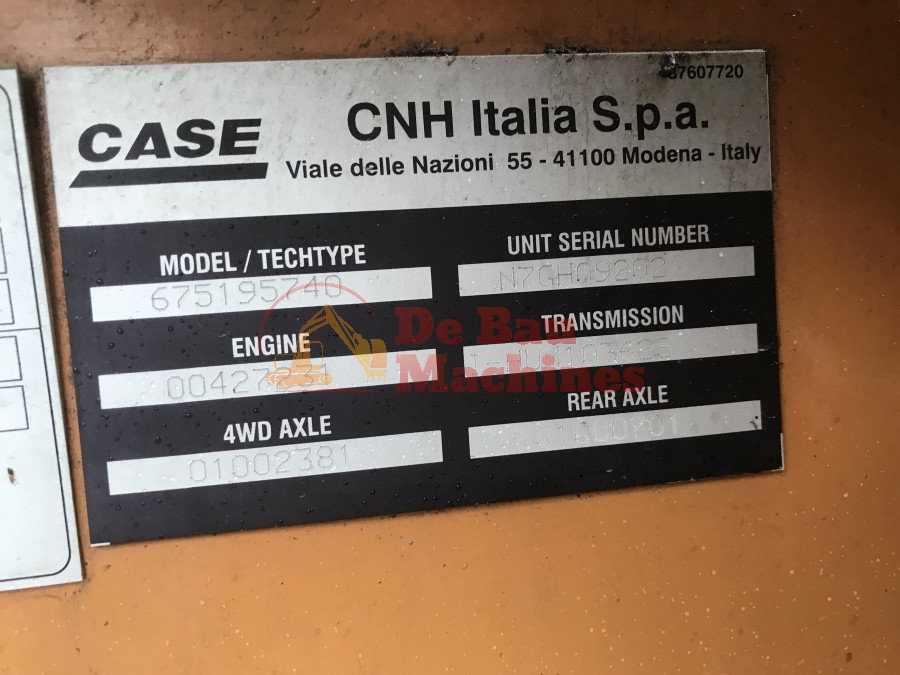 87607720
CASE
CNH Italia S.p.a.
Viale delle Nazioni 55 - 41100 Modena - Italy
MODEL / TECHTYPE
675195740
UNIT SERIAL NUMBER
N7GH09202
ENGINE
TRANSMISSION
4WD AXLE
01002381
REAR AXLE
De Bau
Machines